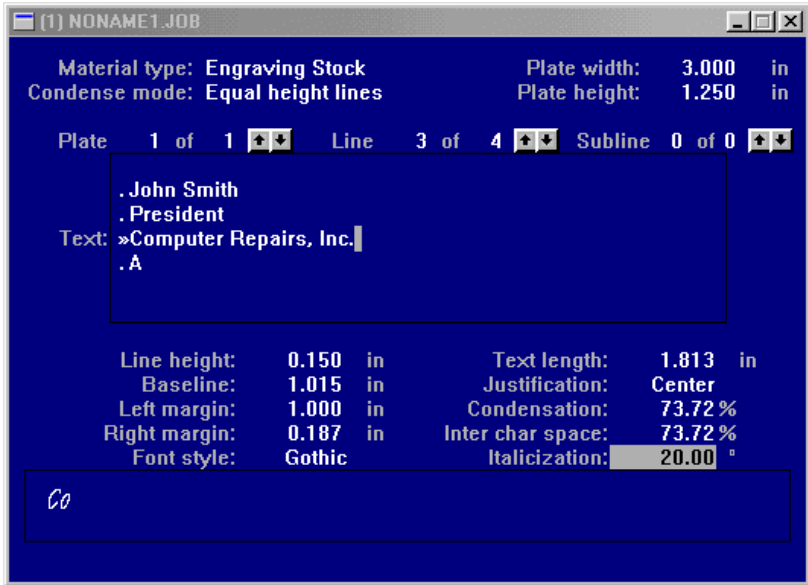 (1) NONAME1.JOB
Material type: Engraving Stock Plate width: 3.000 in
Condense mode: Equal height lines Plate height: 1.250 in
Plate 1 of 1 Line 3 of 4 Subline 0 of 0
. John Smith
. President
Text: »Computer Repairs, Inc.
. A
Line height: 0.150 in Text length: 1.813 in
Baseline: 1.015 in Justification: Center
Left margin: 1.000 in Condensation: 73.72 %
Right margin: 0.187 in Inter char space: 73.72 %
Font style: Gothic Italicization: 20.00 °
Co